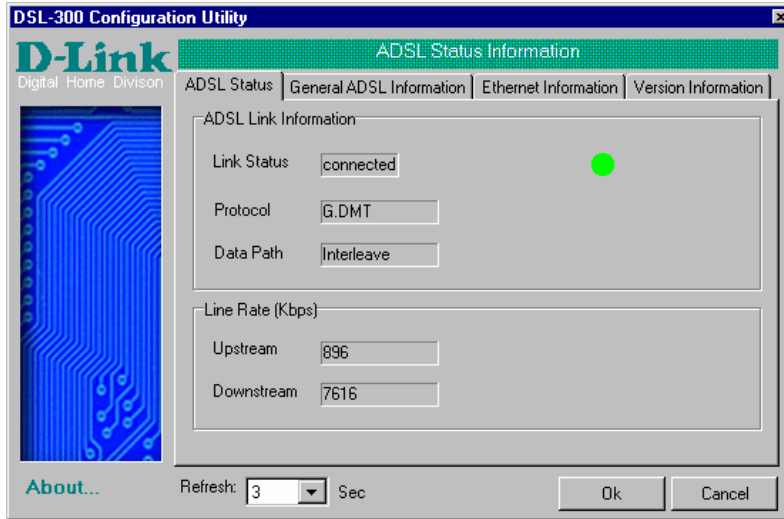 DSL-300 Configuration Utility
D-Link
Digital Home Divison
ADSL Status Information
ADSL Status
General ADSL Information
Ethernet Information
Version Information
ADSL Link Information
Link Status
connected
Protocol
G.DMT
Data Path
Interleave
Line Rate (Kbps)
Upstream
896
Downstream
7616
About...
Refresh:
3
Sec
Ok
Cancel